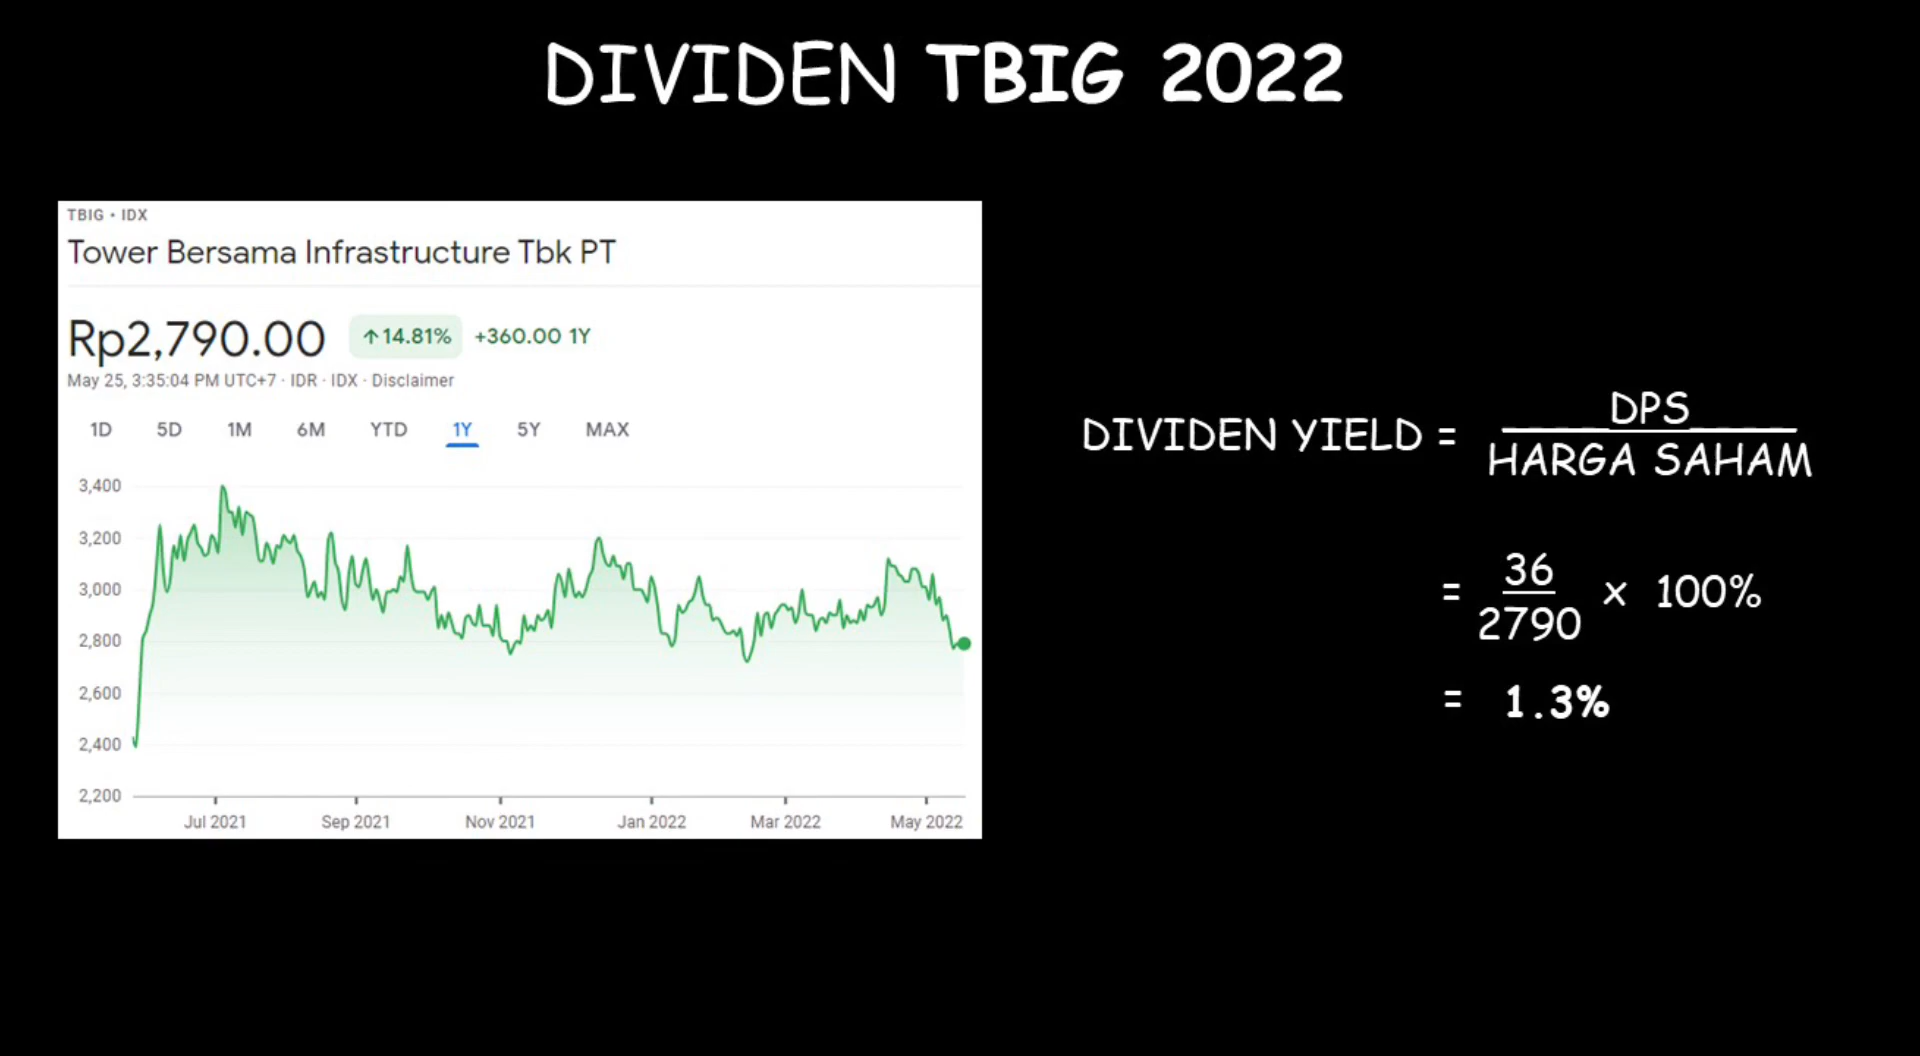 DIVIDEN TBIG 2022
TBIG • IDX
Tower Bersama Infrastructure Tbk PT
Rp2,790.00 ↑14.81% +360.00 1Y
May 25, 3:35:04 PM UTC+7 · IDR · IDX · Disclaimer
1D 5D 1M 6M YTD 1Y 5Y MAX
3,400
3,200
3,000
2,800
2,600
2,400
2,200
Jul 2021 Sep 2021 Nov 2021 Jan 2022 Mar 2022 May 2022
DPS
DIVIDEN YIELD =
HARGA SAHAM
36
= x 100%
2790
= 1.3%